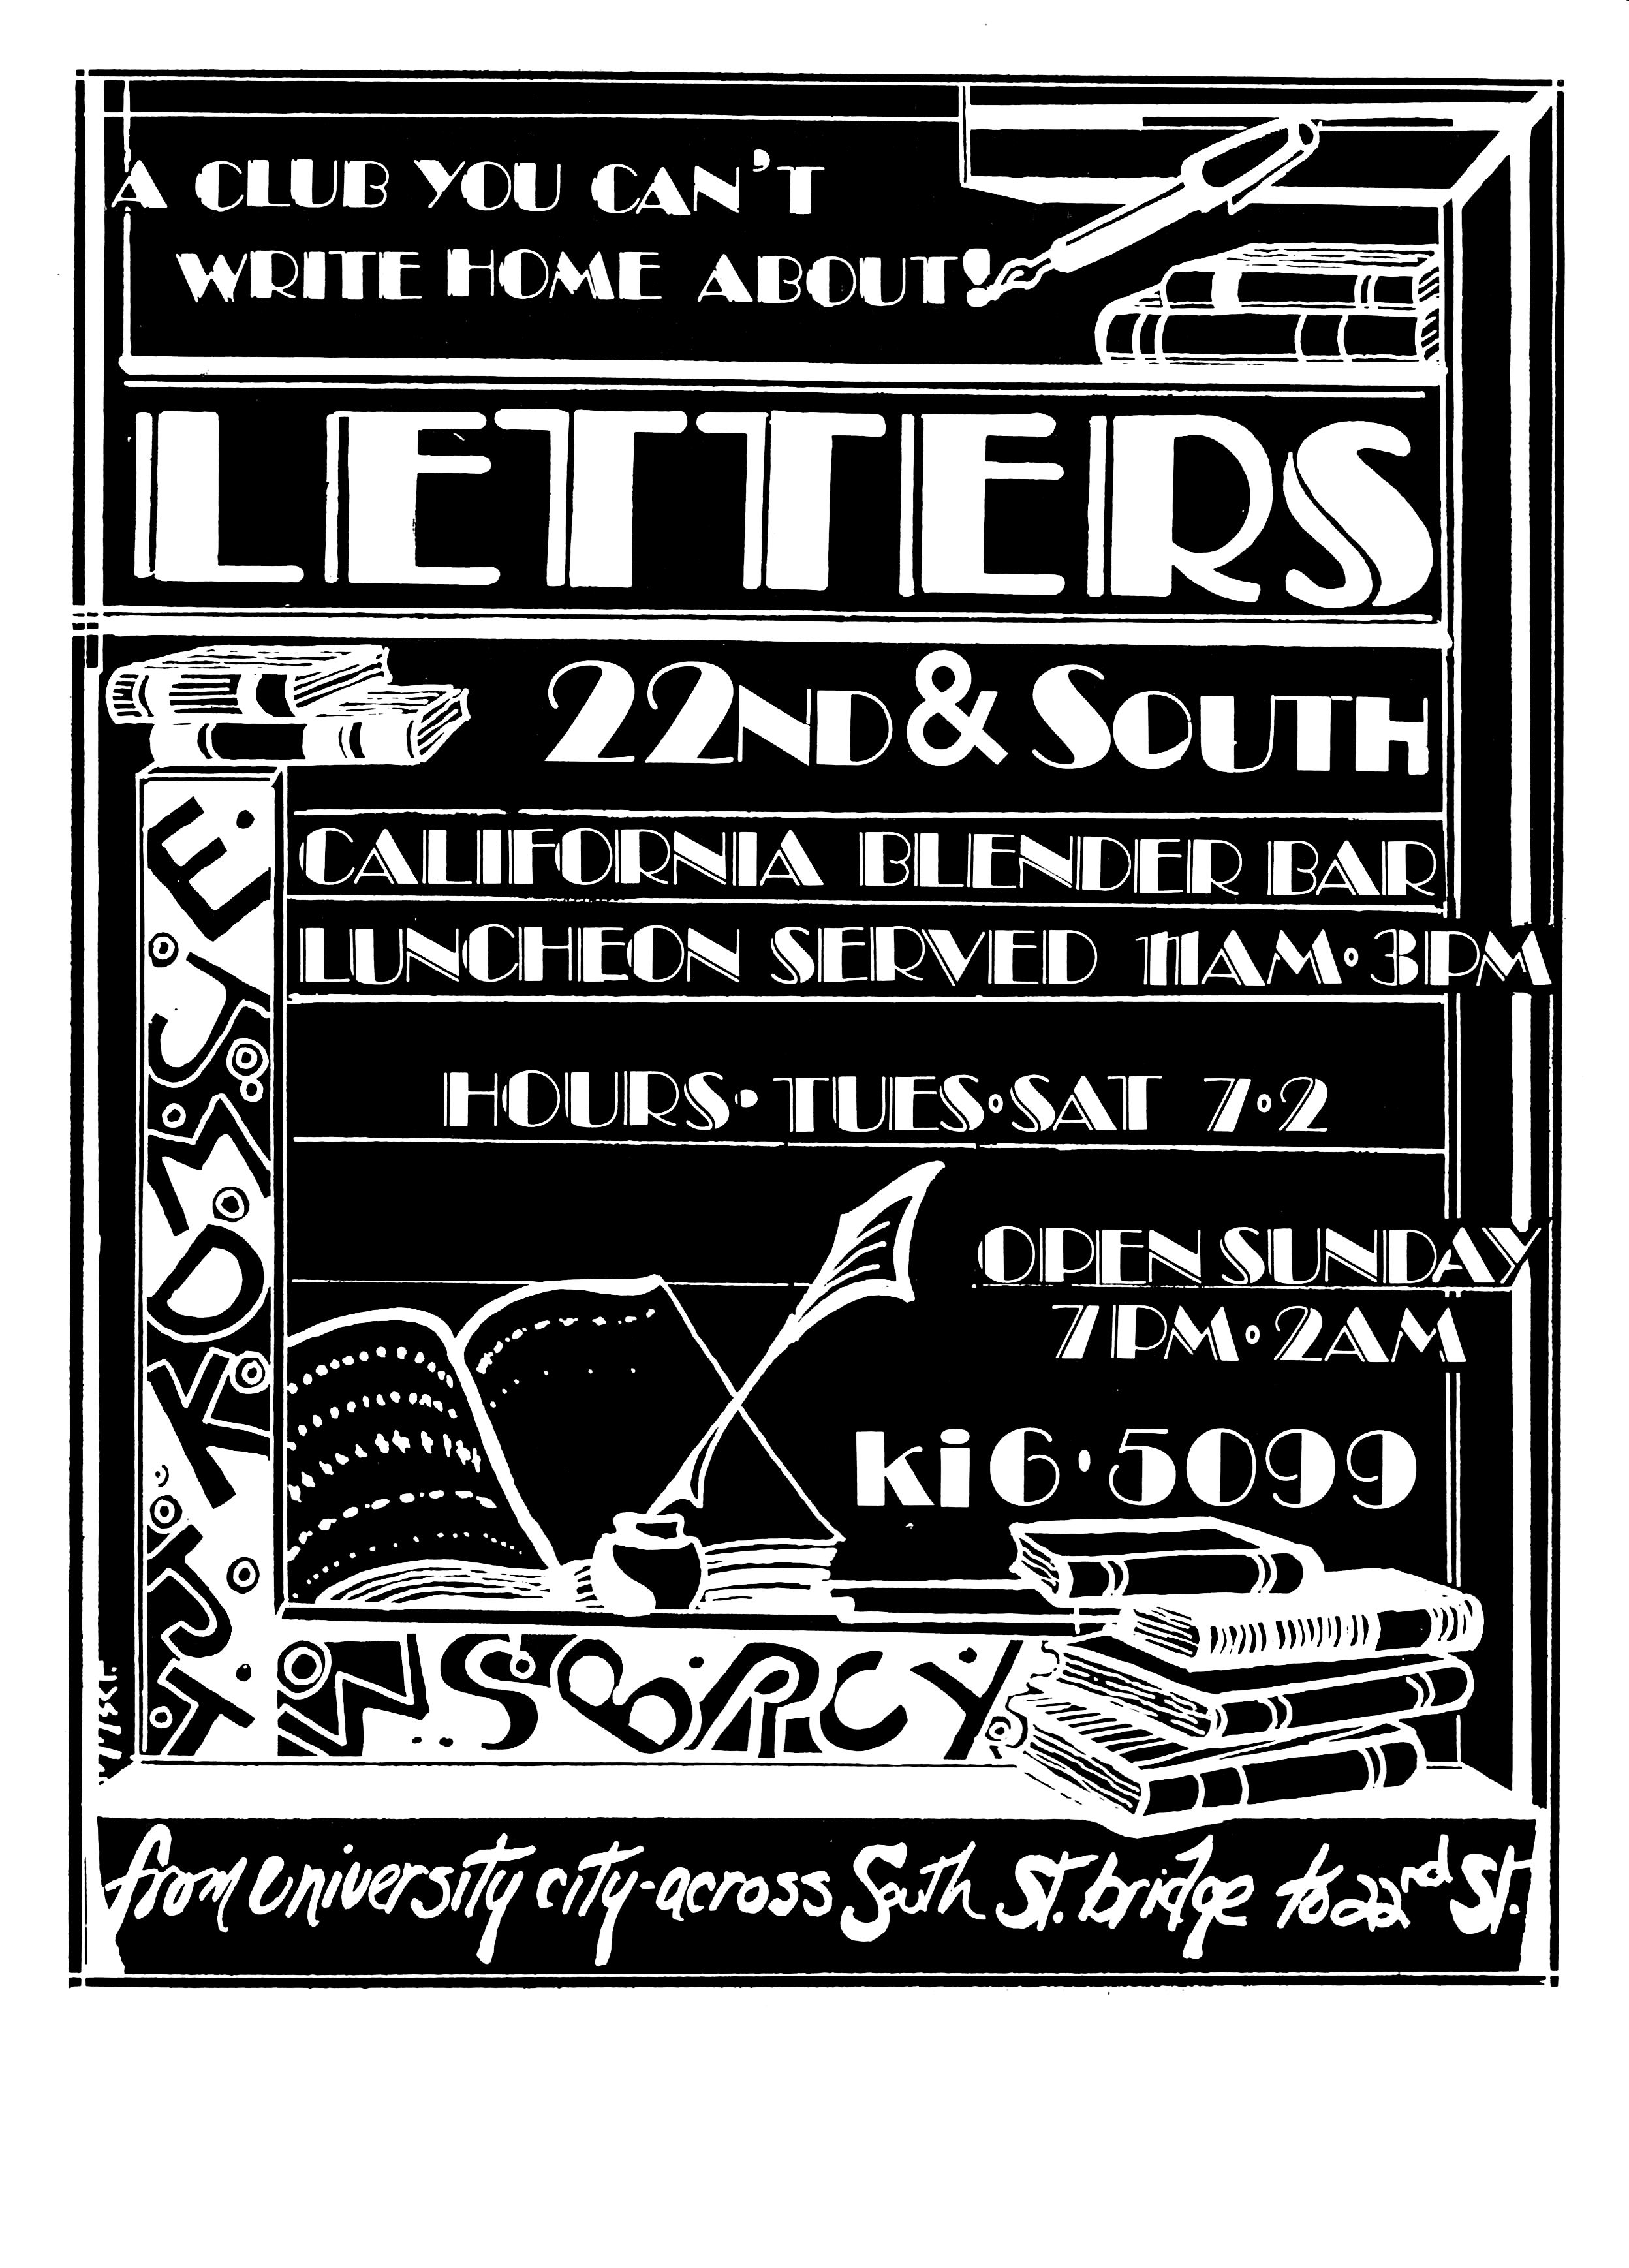 A CLUB YOU CAN'T
WRITE HOME ABOUT!
LETTERS
22ND & SOUTH
CALIFORNIA BLENDER BAR
LUNCHEON SERVED 11AM·3PM
HOURS· TUES·SAT 7·2
OPEN SUNDAY
7PM·2AM
Ki6·5099
from University city-across South St. bridge to 22nd St.